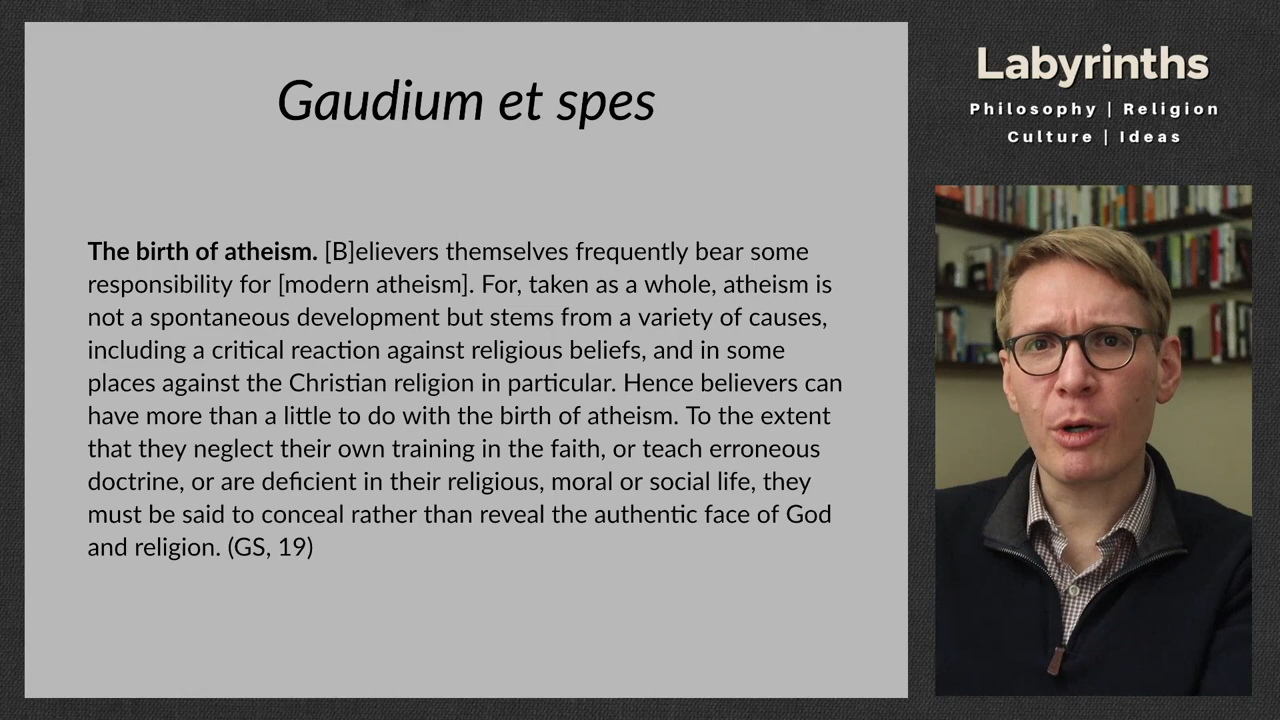 Gaudium et spes
The birth of atheism. [B]elievers themselves frequently bear some
responsibility for [modern atheism]. For, taken as a whole, atheism is
not a spontaneous development but stems from a variety of causes,
including a critical reaction against religious beliefs, and in some
places against the Christian religion in particular. Hence believers can
have more than a little to do with the birth of atheism. To the extent
that they neglect their own training in the faith, or teach erroneous
doctrine, or are deficient in their religious, moral or social life, they
must be said to conceal rather than reveal the authentic face of God
and religion. (GS, 19)
Labyrinths
Philosophy | Religion
Culture | Ideas